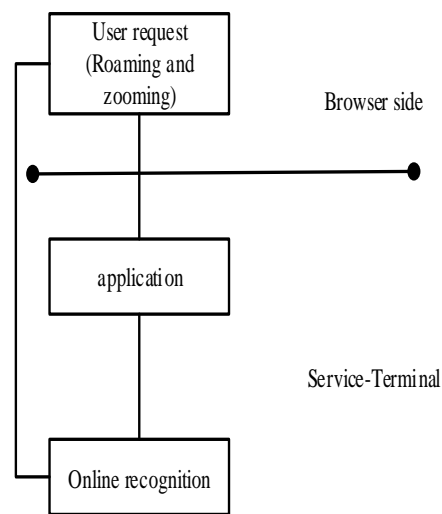 User request
(Roaming and
zooming)
Browser side
application
Service-Terminal
Online recognition